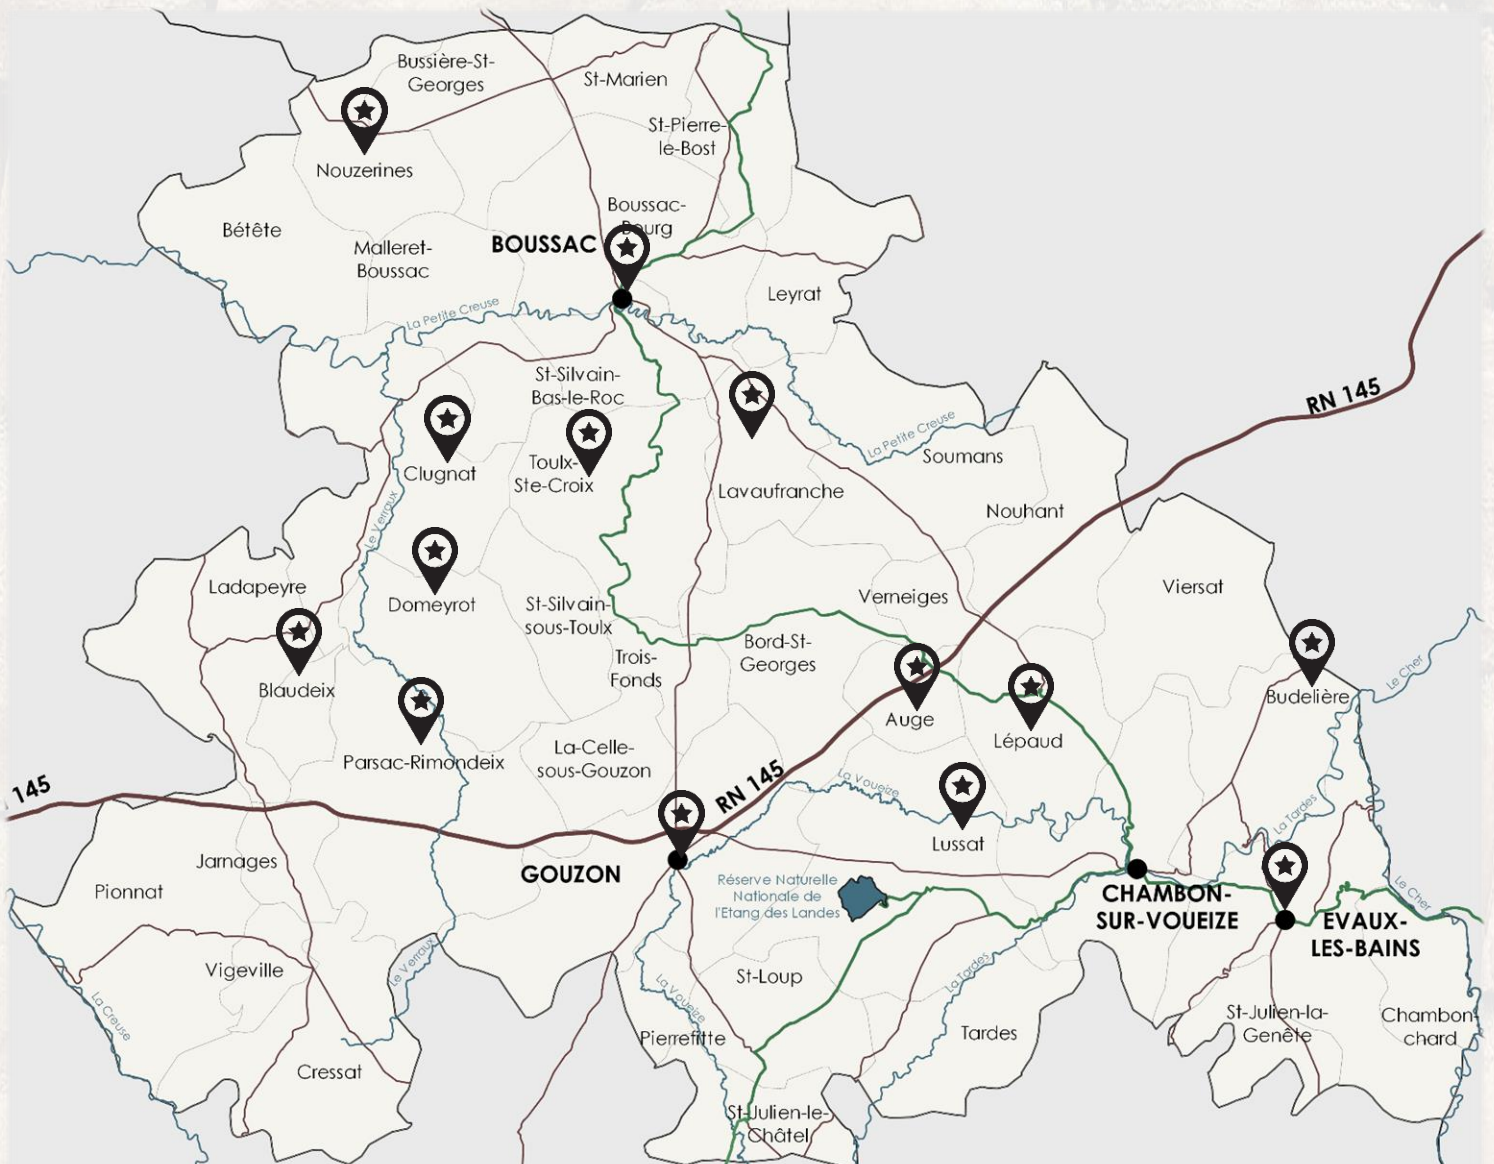 Bussière-St-
Georges
St-Marien
St-Pierre-
le-Bost
Nouzerines
Boussac-
Bourg
Bétête
Malleret-
Boussac
BOUSSAC
Leyrat
La Petite Creuse
St-Silvain-
Bas-le-Roc
RN 145
La Petite Creuse
Soumans
Clugnat
Toulx-
Ste-Croix
Lavaufranche
Nouhant
Le Verraux
Ladapeyre
Domeyrot
St-Silvain-
sous-Toulx
Verneiges
Viersat
Trois-
Fonds
Bord-St-
Georges
Blaudeix
Budelière
Le Cher
Auge
Lépaud
Parsac-Rimondeix
La-Celle-
sous-Gouzon
RN 145
La Voueize
145
La Tardes
Lussat
Jarnages
Pionnat
GOUZON
Réserve Naturelle
Nationale de
l'Etang des Landes
CHAMBON-
SUR-VOUEIZE
EVAUX-
LES-BAINS
Le Cher
Vigeville
Le Verraux
St-Loup
La Tardes
La Voueize
La Creuse
Pierrefitte
Tardes
St-Julien-la-
Genête
Chambon-
chard
Cressat
St-Julien-le-
Châtel